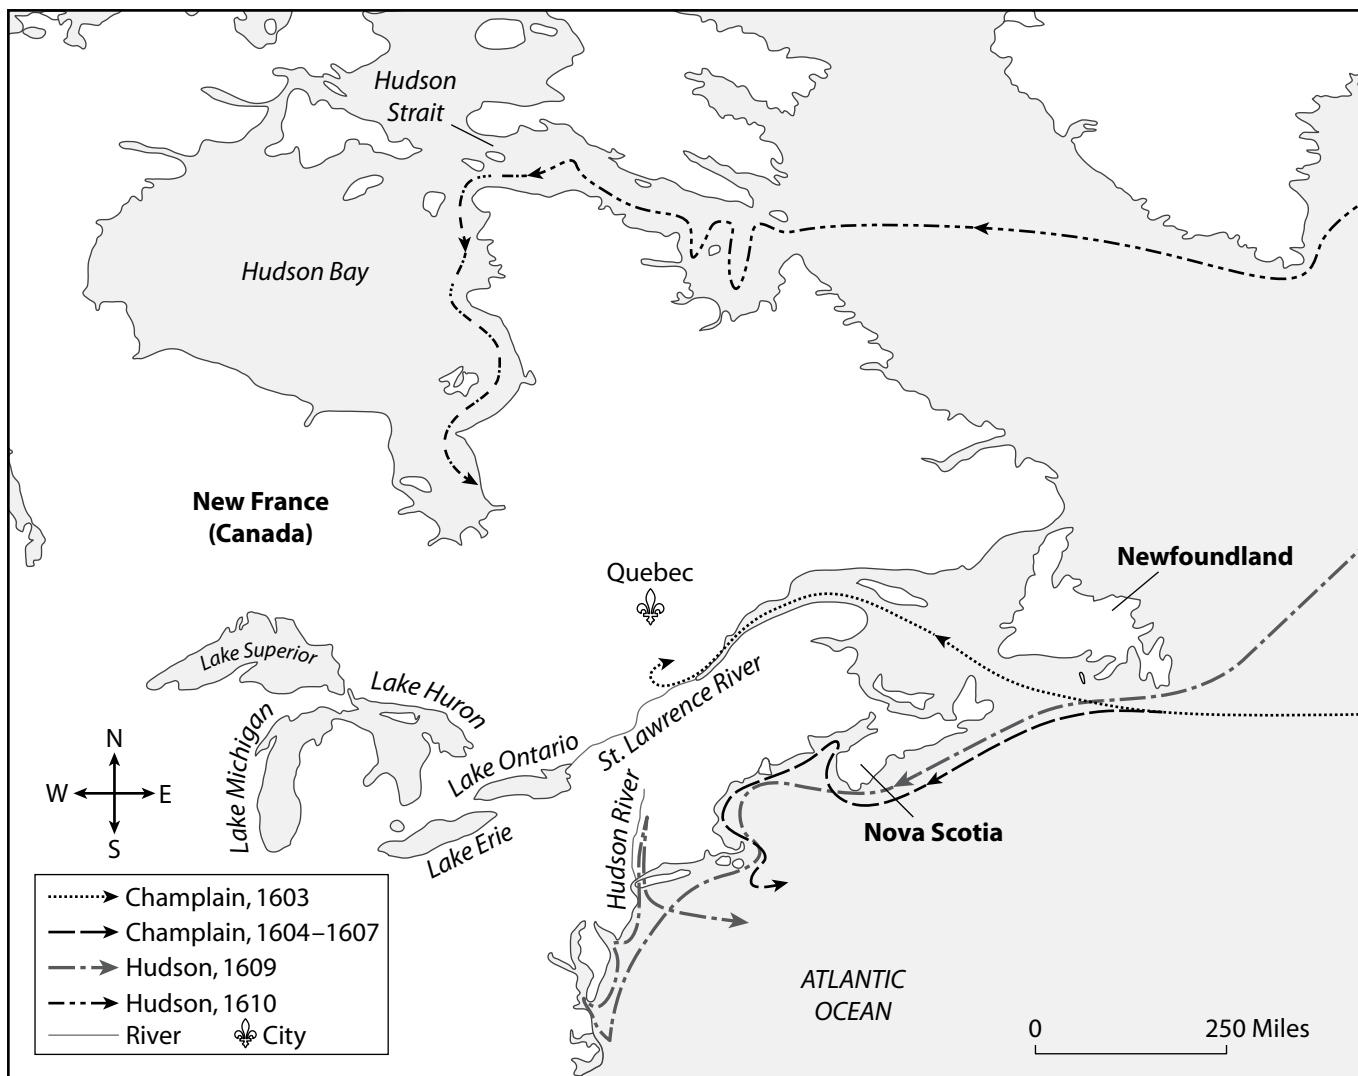 Hudson
Strait
Hudson Bay
New France
(Canada)
Quebec
Newfoundland
Lake Superior
Lake Huron
Lake Michigan
Lake Ontario
St. Lawrence River
Lake Erie
Hudson River
Nova Scotia
N
W
E
S
Champlain, 1603
Champlain, 1604–1607
Hudson, 1609
Hudson, 1610
River
City
ATLANTIC
OCEAN
0
250 Miles